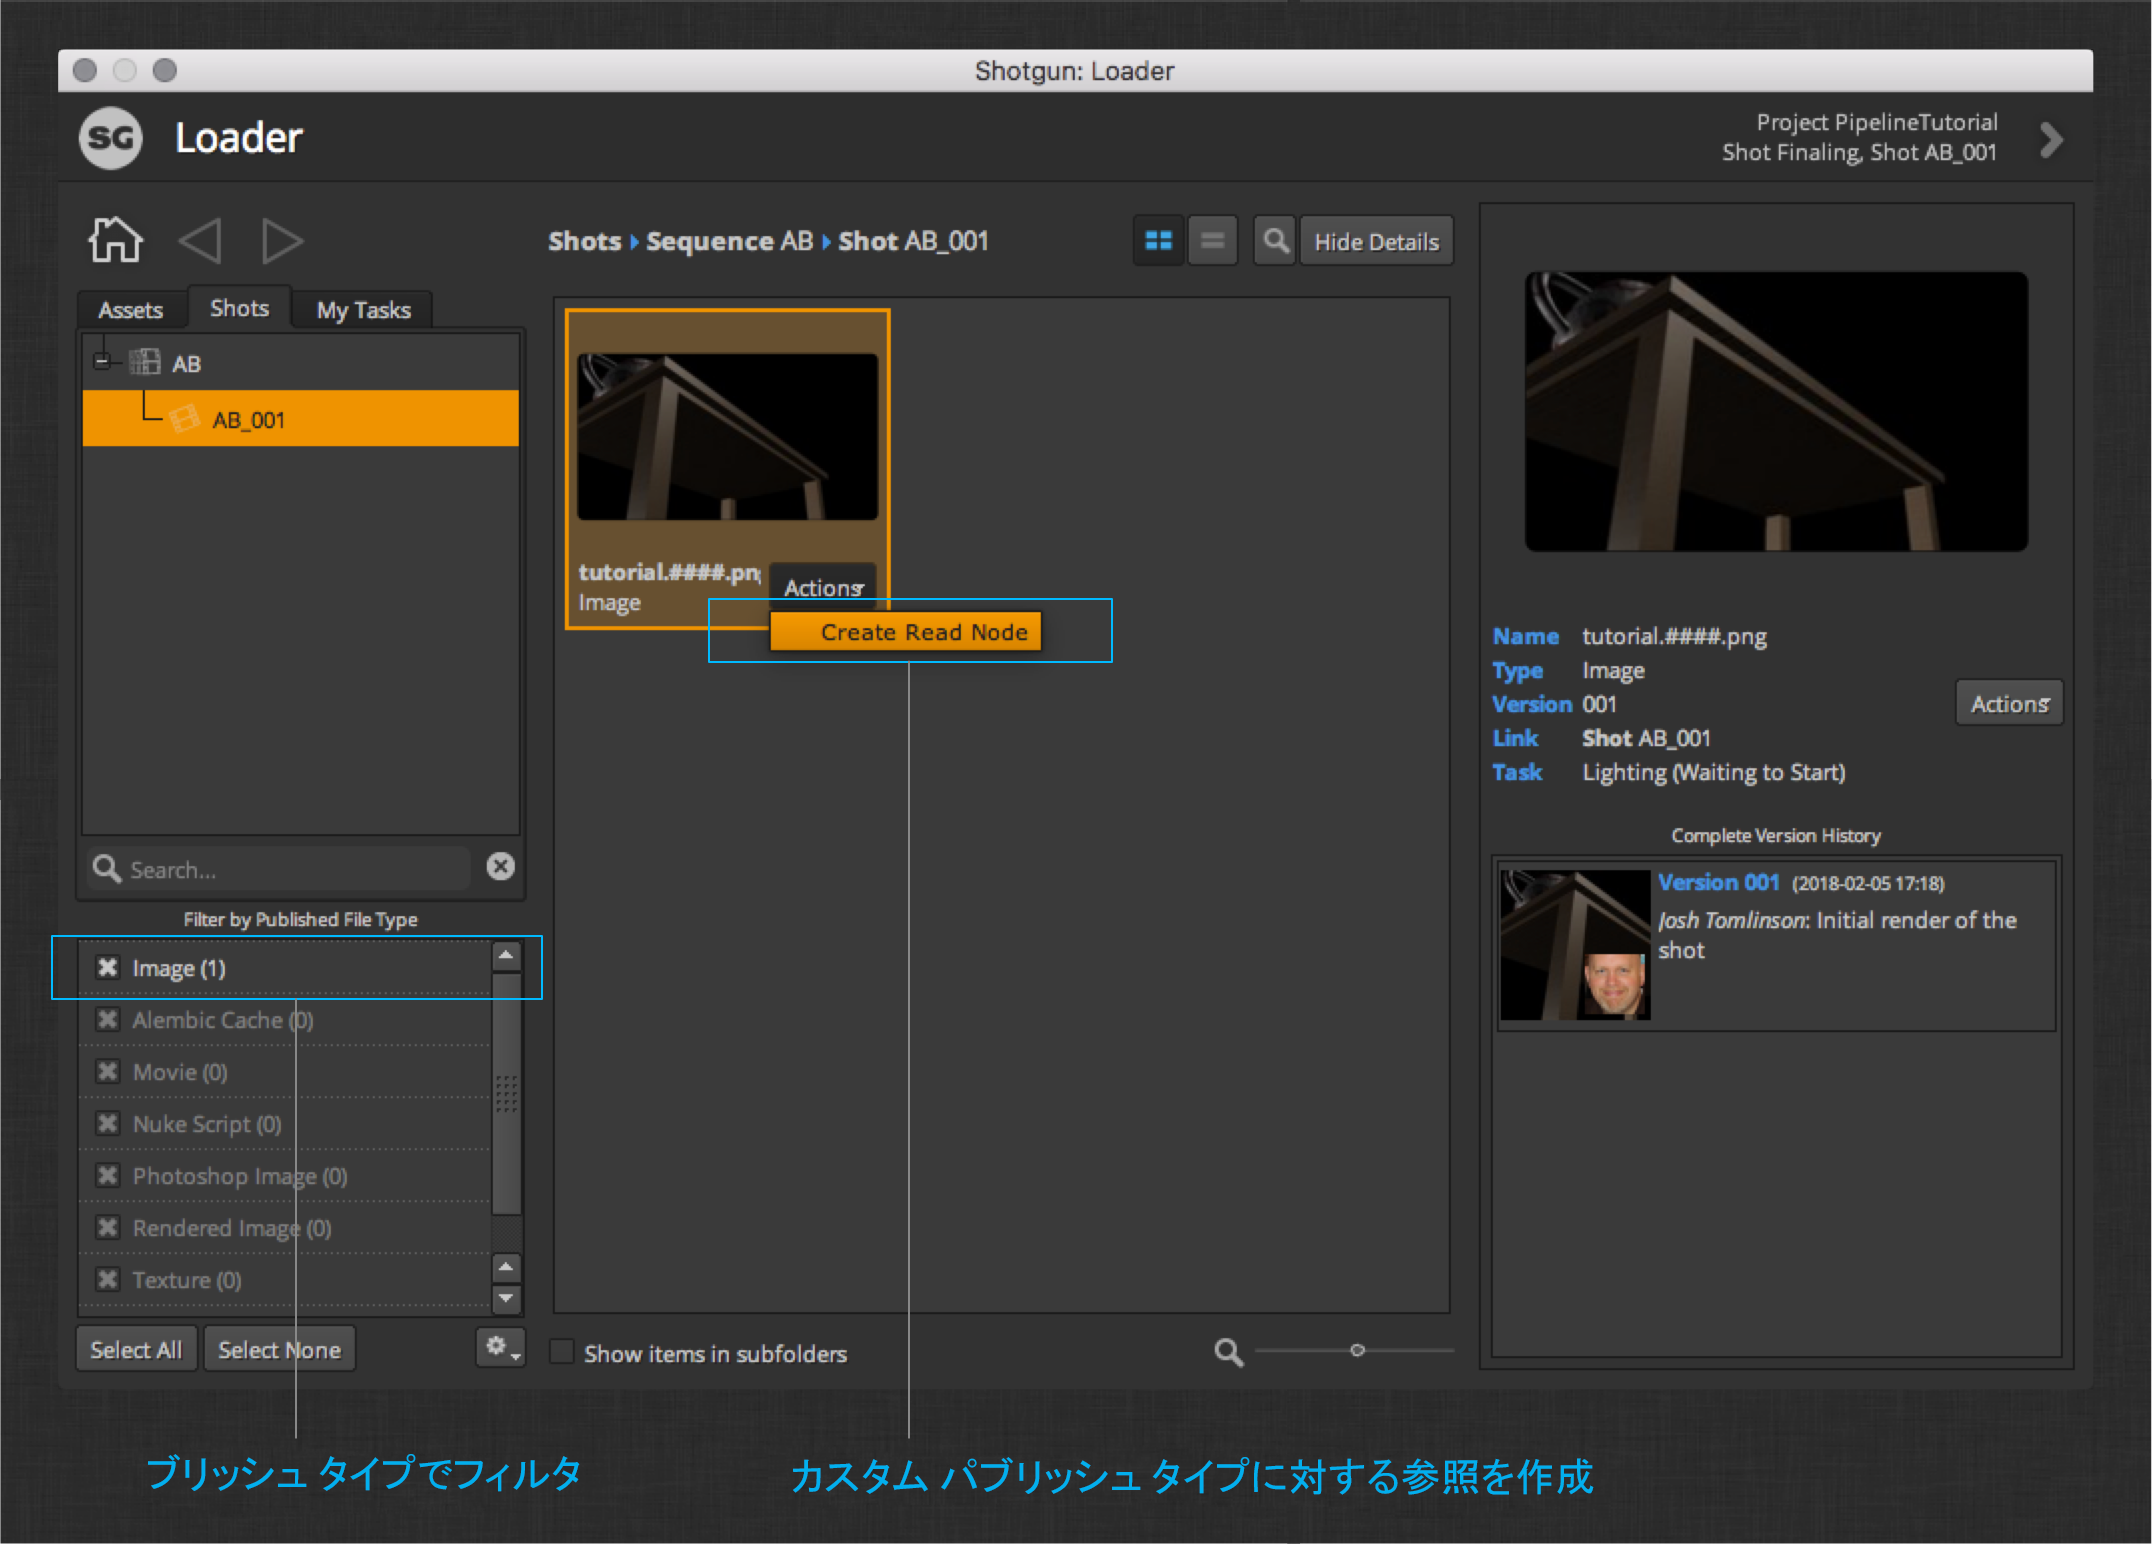 Shotgun: Loader
SG Loader
Project PipelineTutorial
Shot Finaling, Shot AB_001
Shots Sequence AB Shot AB_001
Hide Details
Assets
Shots
My Tasks
AB
AB_001
Search...
Filter by Published File Type
Image (1)
Alembic Cache (0)
Movie (0)
Nuke Script (0)
Photoshop Image (0)
Rendered Image (0)
Texture (0)
Select All
Select None
tutorial.####.png
Image
Actions
Create Read Node
Show items in subfolders
Name tutorial.####.png
Type Image
Version 001
Link Shot AB_001
Task Lighting (Waiting to Start)
Actions
Complete Version History
Version 001 (2018-02-05 17:18)
Josh Tomlinson: Initial render of the
shot
ブリッシュ タイプでフィルタ
カスタム パブリッシュ タイプに対する参照を作成